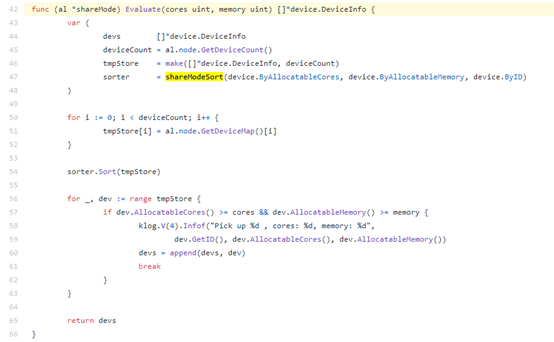 42 func (al *shareMode) Evaluate(cores uint, memory uint) []*device.DeviceInfo {
43 var (
44 devs []*device.DeviceInfo
45 deviceCount = al.node.GetDeviceCount()
46 tmpStore = make([]*device.DeviceInfo, deviceCount)
47 sorter = shareModeSort(device.ByAllocatableCores, device.ByAllocatableMemory, device.ByID)
48 )
49
50 for i := 0; i < deviceCount; i++ {
51 tmpStore[i] = al.node.GetDeviceMap()[i]
52 }
53
54 sorter.Sort(tmpStore)
55
56 for _, dev := range tmpStore {
57 if dev.AllocatableCores() >= cores && dev.AllocatableMemory() >= memory {
58 klog.V(4).Infof("Pick up %d , cores: %d, memory: %d",
59 dev.GetID(), dev.AllocatableCores(), dev.AllocatableMemory())
60 devs = append(devs, dev)
61 break
62 }
63 }
64
65 return devs
66 }